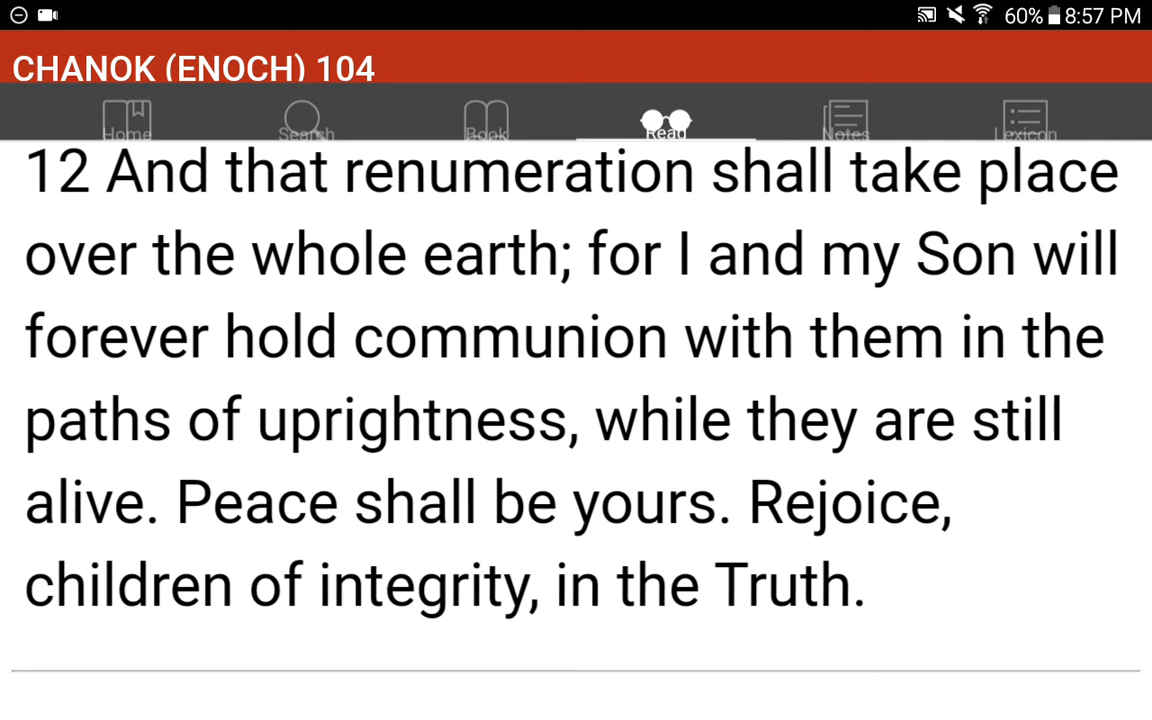 60% 8:57 PM
CHANOK (ENOCH) 104
Home Search Book Read Notes Lexicon
12 And that renumeration shall take place
over the whole earth; for I and my Son will
forever hold communion with them in the
paths of uprightness, while they are still
alive. Peace shall be yours. Rejoice,
children of integrity, in the Truth.